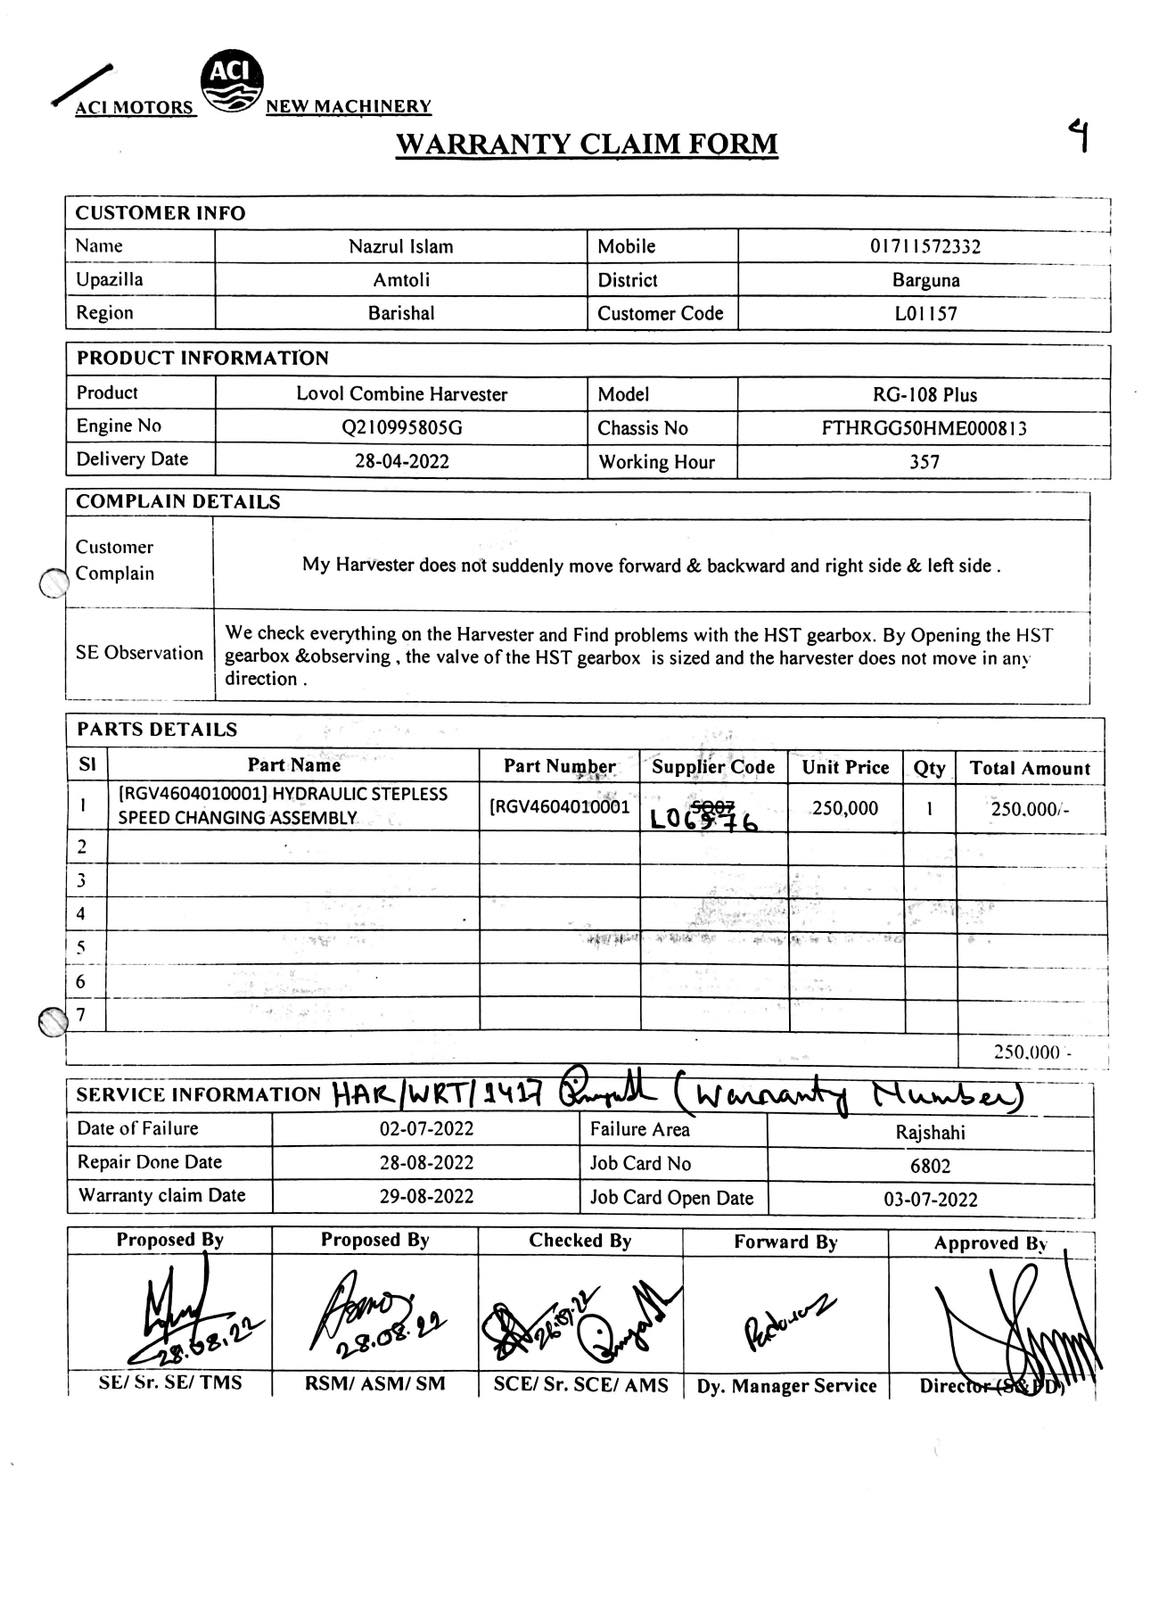 ACI
ACI MOTORS NEW MACHINERY
WARRANTY CLAIM FORM
4
CUSTOMER INFO
Name Nazrul Islam Mobile 01711572332
Upazilla Amtoli District Barguna
Region Barishal Customer Code L01157
PRODUCT INFORMATION
Product Lovol Combine Harvester Model RG-108 Plus
Engine No Q210995805G Chassis No FTHRGG50HME000813
Delivery Date 28-04-2022 Working Hour 357
COMPLAIN DETAILS
Customer
Complain
My Harvester does not suddenly move forward & backward and right side & left side .
SE Observation
We check everything on the Harvester and Find problems with the HST gearbox. By Opening the HST
gearbox &observing , the valve of the HST gearbox is sized and the harvester does not move in any
direction .
PARTS DETAILS
Sl Part Name Part Number Supplier Code Unit Price Qty Total Amount
1 [RGV4604010001] HYDRAULIC STEPLESS
SPEED CHANGING ASSEMBLY
[RGV4604010001 250,000 1 250.000/-
2
3
4
5
6
7
250.000 -
SERVICE INFORMATION HAR/WRT/1417 (Warranty Number)
Date of Failure 02-07-2022 Failure Area Rajshahi
Repair Done Date 28-08-2022 Job Card No 6802
Warranty claim Date 29-08-2022 Job Card Open Date 03-07-2022
Proposed By Proposed By Checked By Forward By Approved By
28.08.22 28.08.22
SE/ Sr. SE/ TMS RSM/ ASM/ SM SCE/ Sr. SCE/ AMS Dy. Manager Service Director (S&PD)